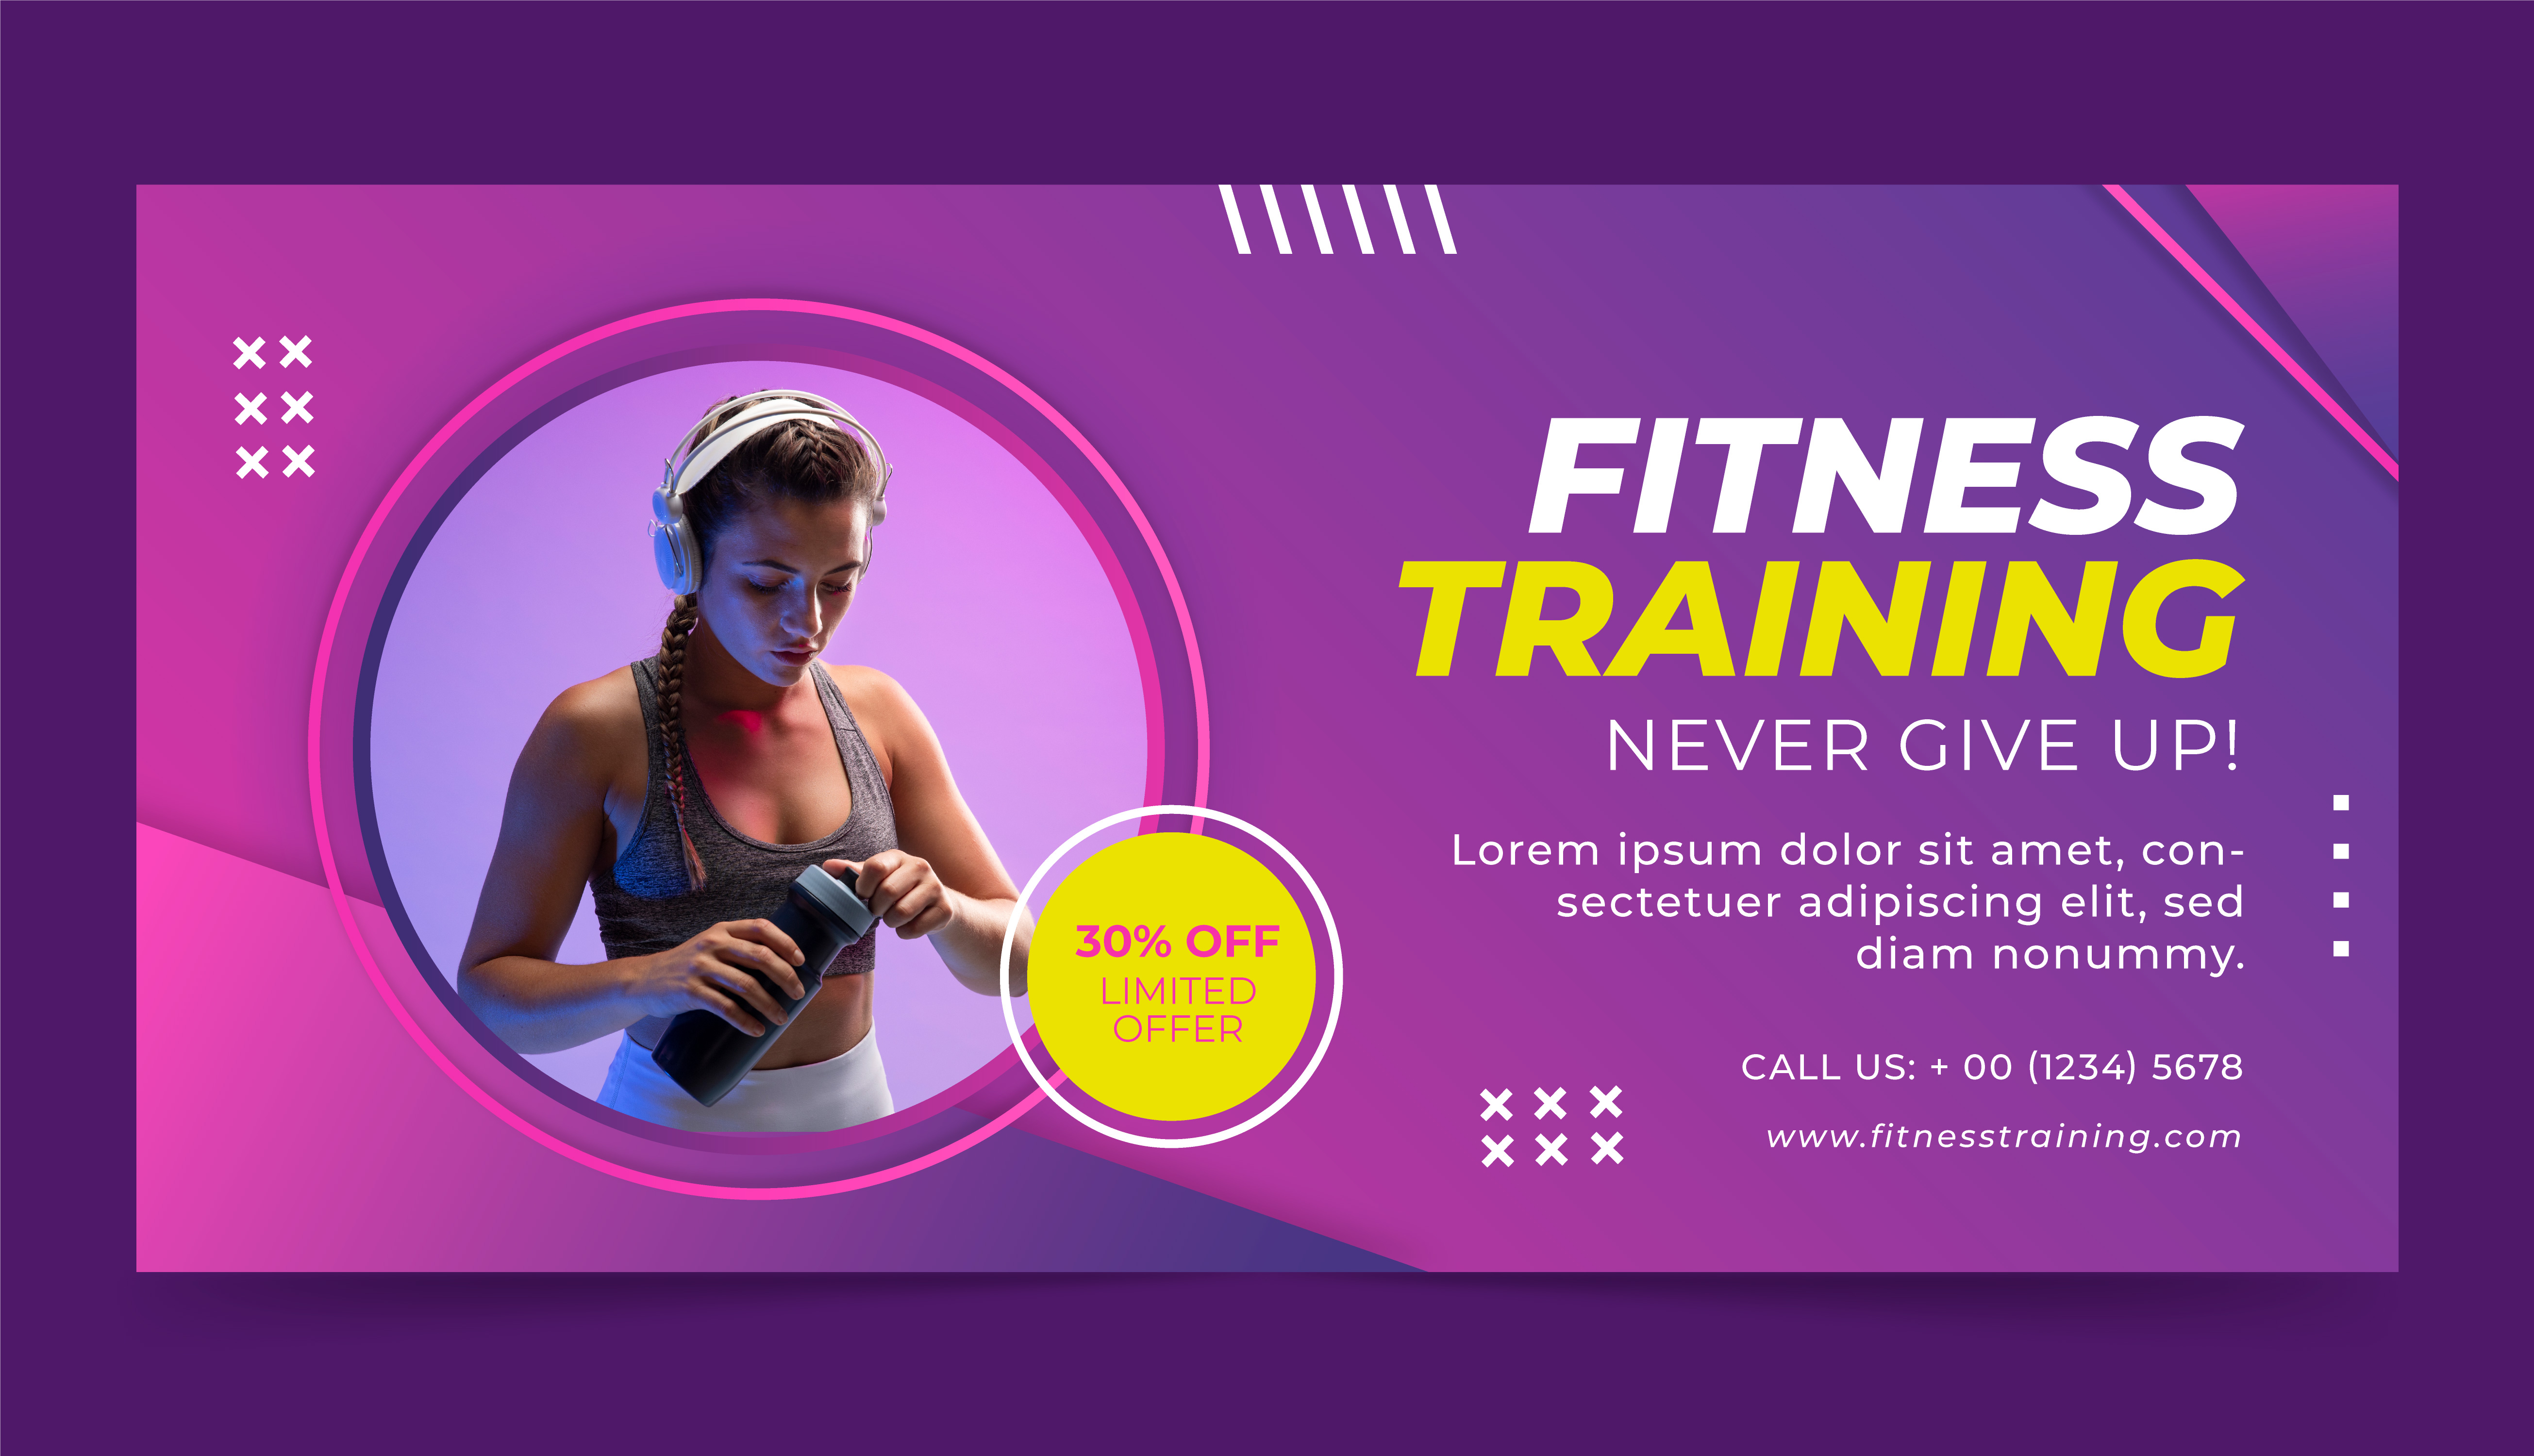 FITNESS
TRAINING
NEVER GIVE UP!
Lorem ipsum dolor sit amet, con-
sectetuer adipiscing elit, sed
diam nonummy.
30% OFF
LIMITED
OFFER
CALL US: + 00 (1234) 5678
www.fitnesstraining.com